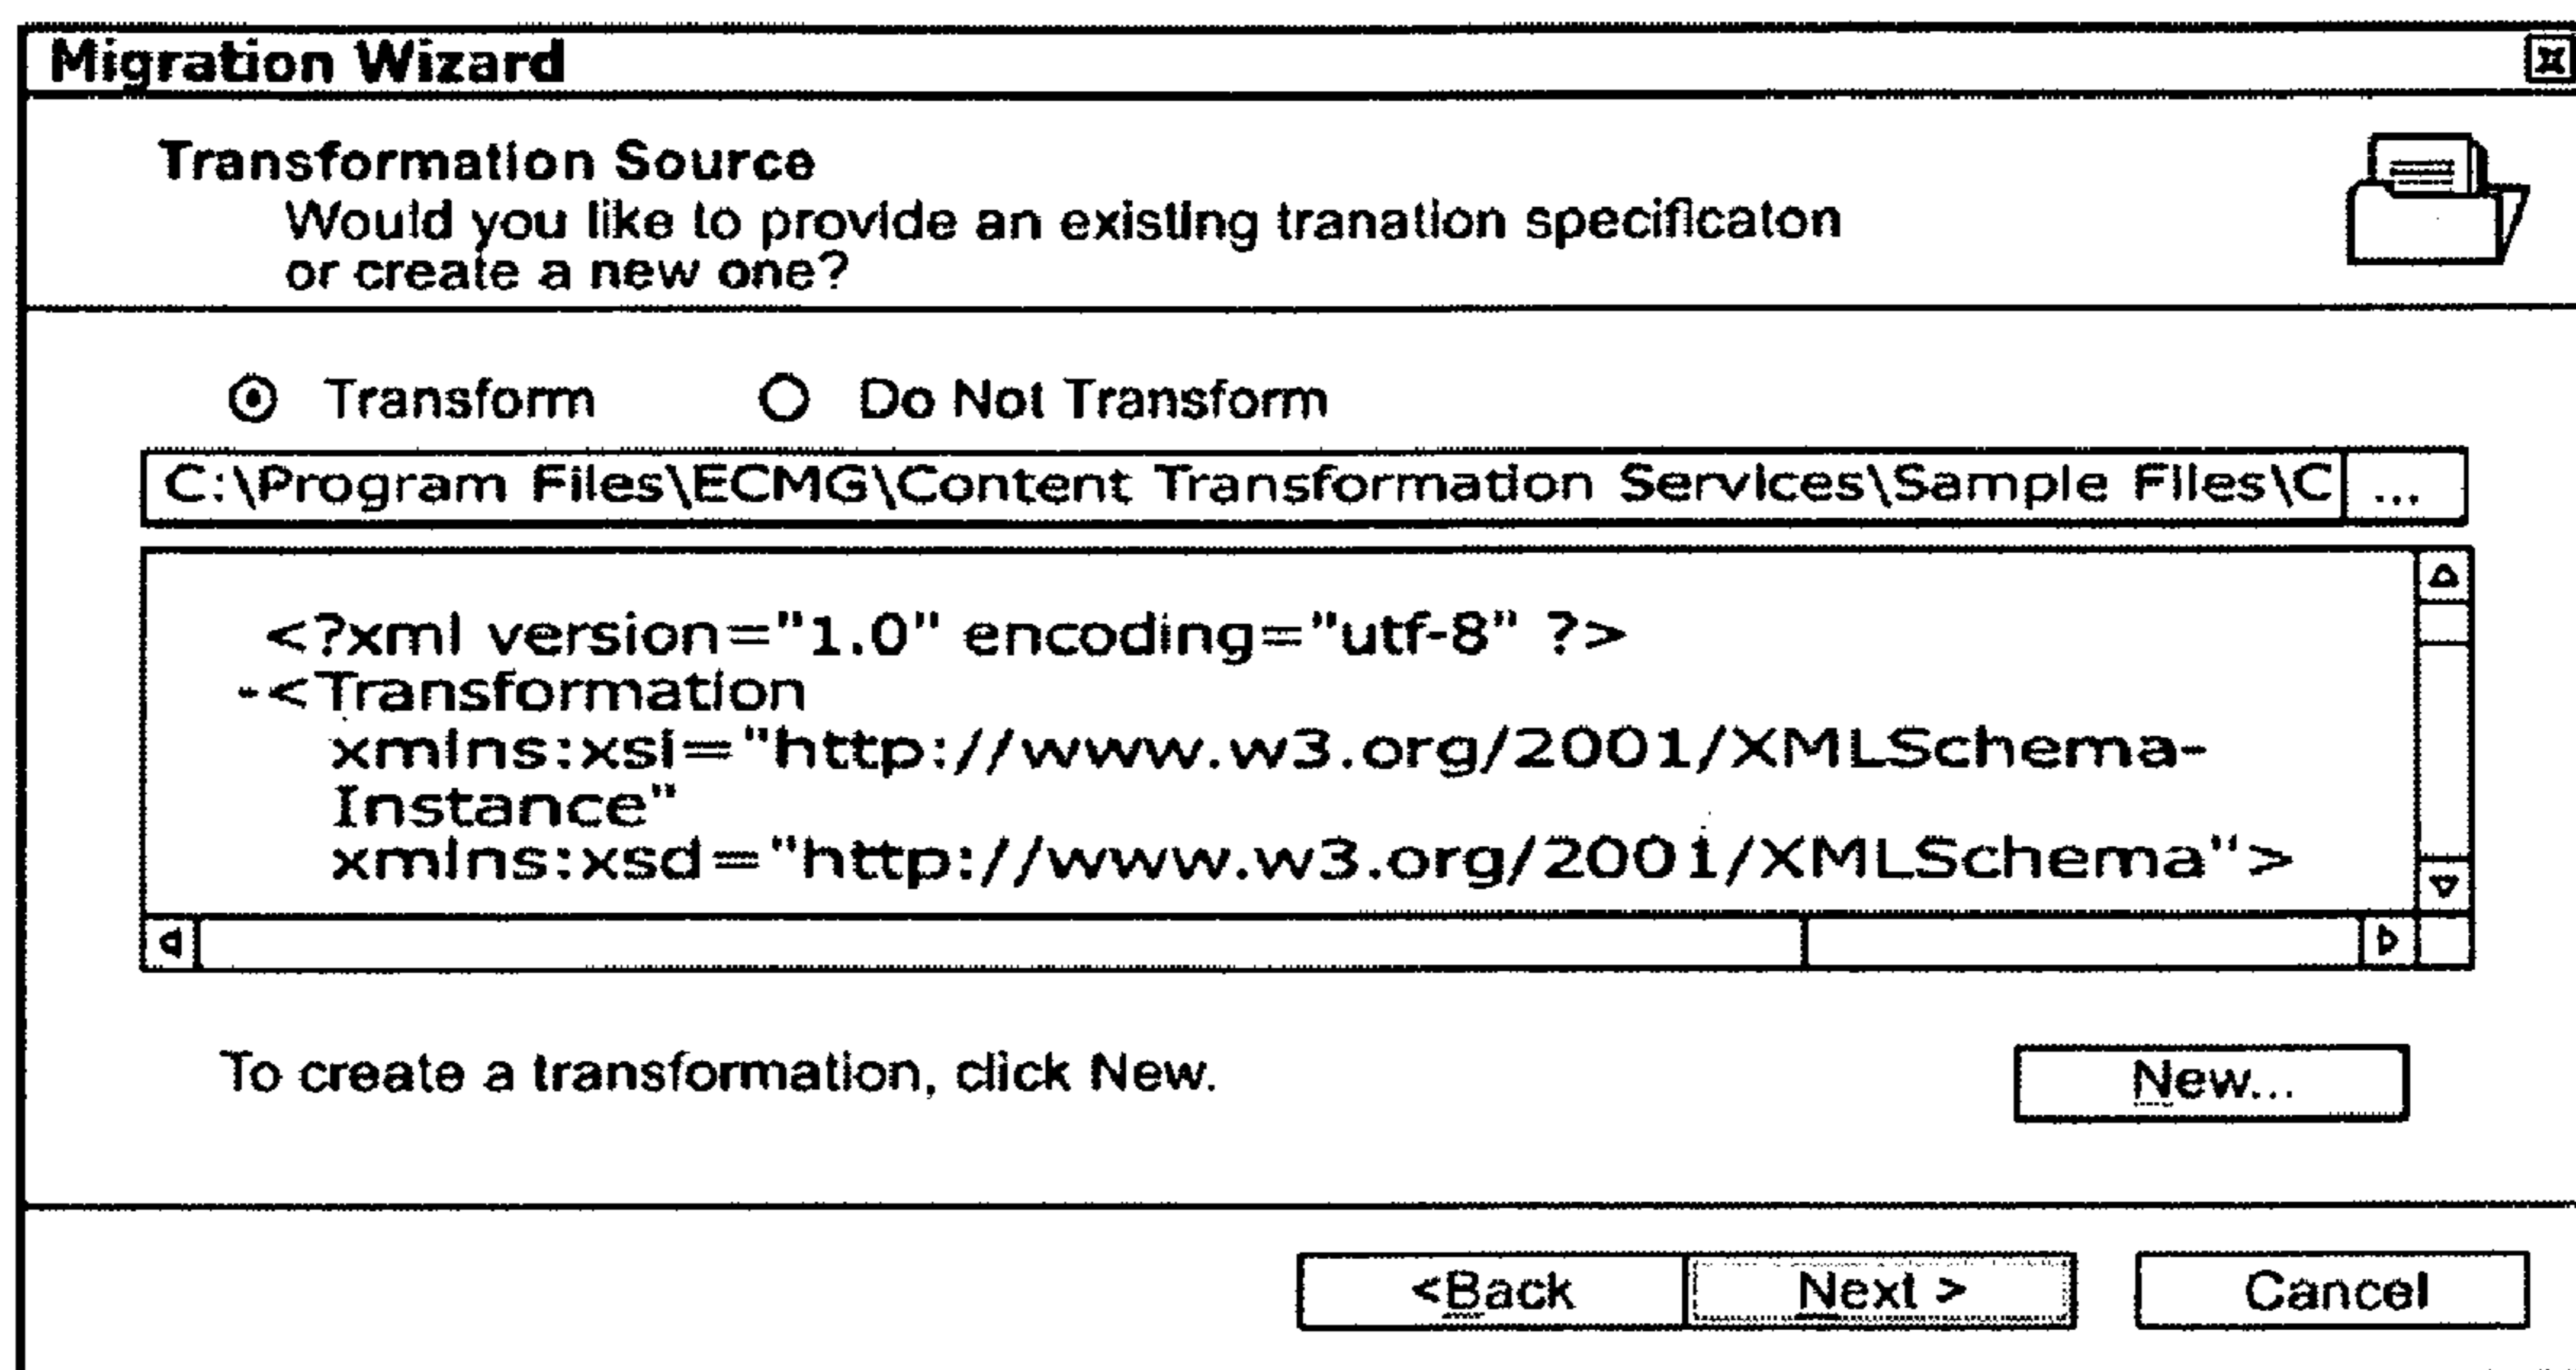 Migration Wizard
Transformation Source
Would you like to provide an existing tranation specificaton
or create a new one?
Transform Do Not Transform
C:\Program Files\ECMG\Content Transformation Services\Sample Files\C ...
<?xml version="1.0" encoding="utf-8" ?>
-<Transformation
xmlns:xsi="http://www.w3.org/2001/XMLSchema-
Instance"
xmlns:xsd="http://www.w3.org/2001/XMLSchema">
To create a transformation, click New.
New...
<Back Next > Cancel